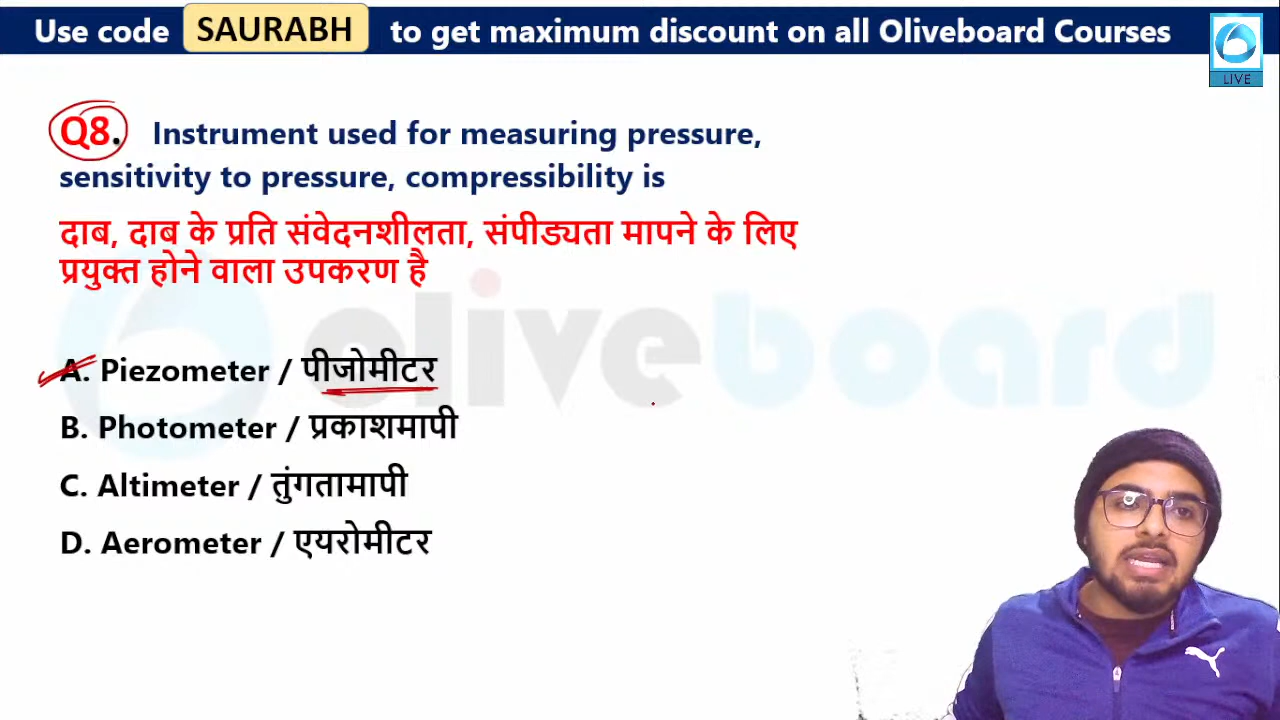 Use code SAURABH to get maximum discount on all Oliveboard Courses
LIVE
Q8. Instrument used for measuring pressure,
sensitivity to pressure, compressibility is
दाब, दाब के प्रति संवेदनशीलता, संपीड्यता मापने के लिए
प्रयुक्त होने वाला उपकरण है
oliveboard
A. Piezometer / पीजोमीटर
B. Photometer / प्रकाशमापी
C. Altimeter / तुंगतामापी
D. Aerometer / एयरोमीटर